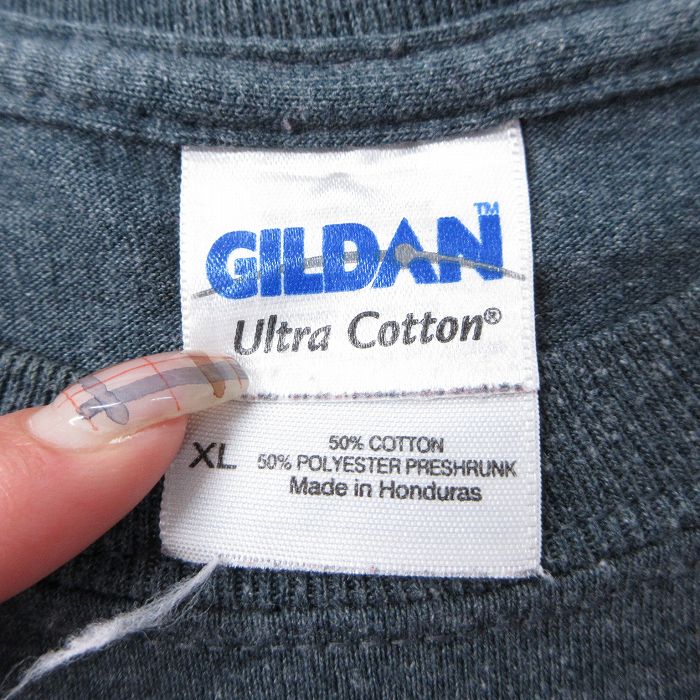 GILDAN™
Ultra Cotton®
XL
50% COTTON
50% POLYESTER PRESHRUNK
Made in Honduras